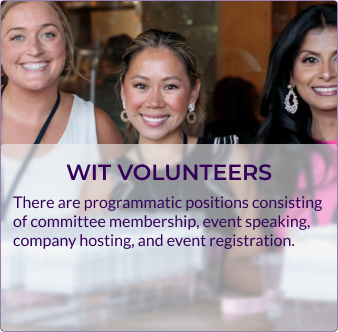 WIT VOLUNTEERS
There are programmatic positions consisting
of committee membership, event speaking,
company hosting, and event registration.